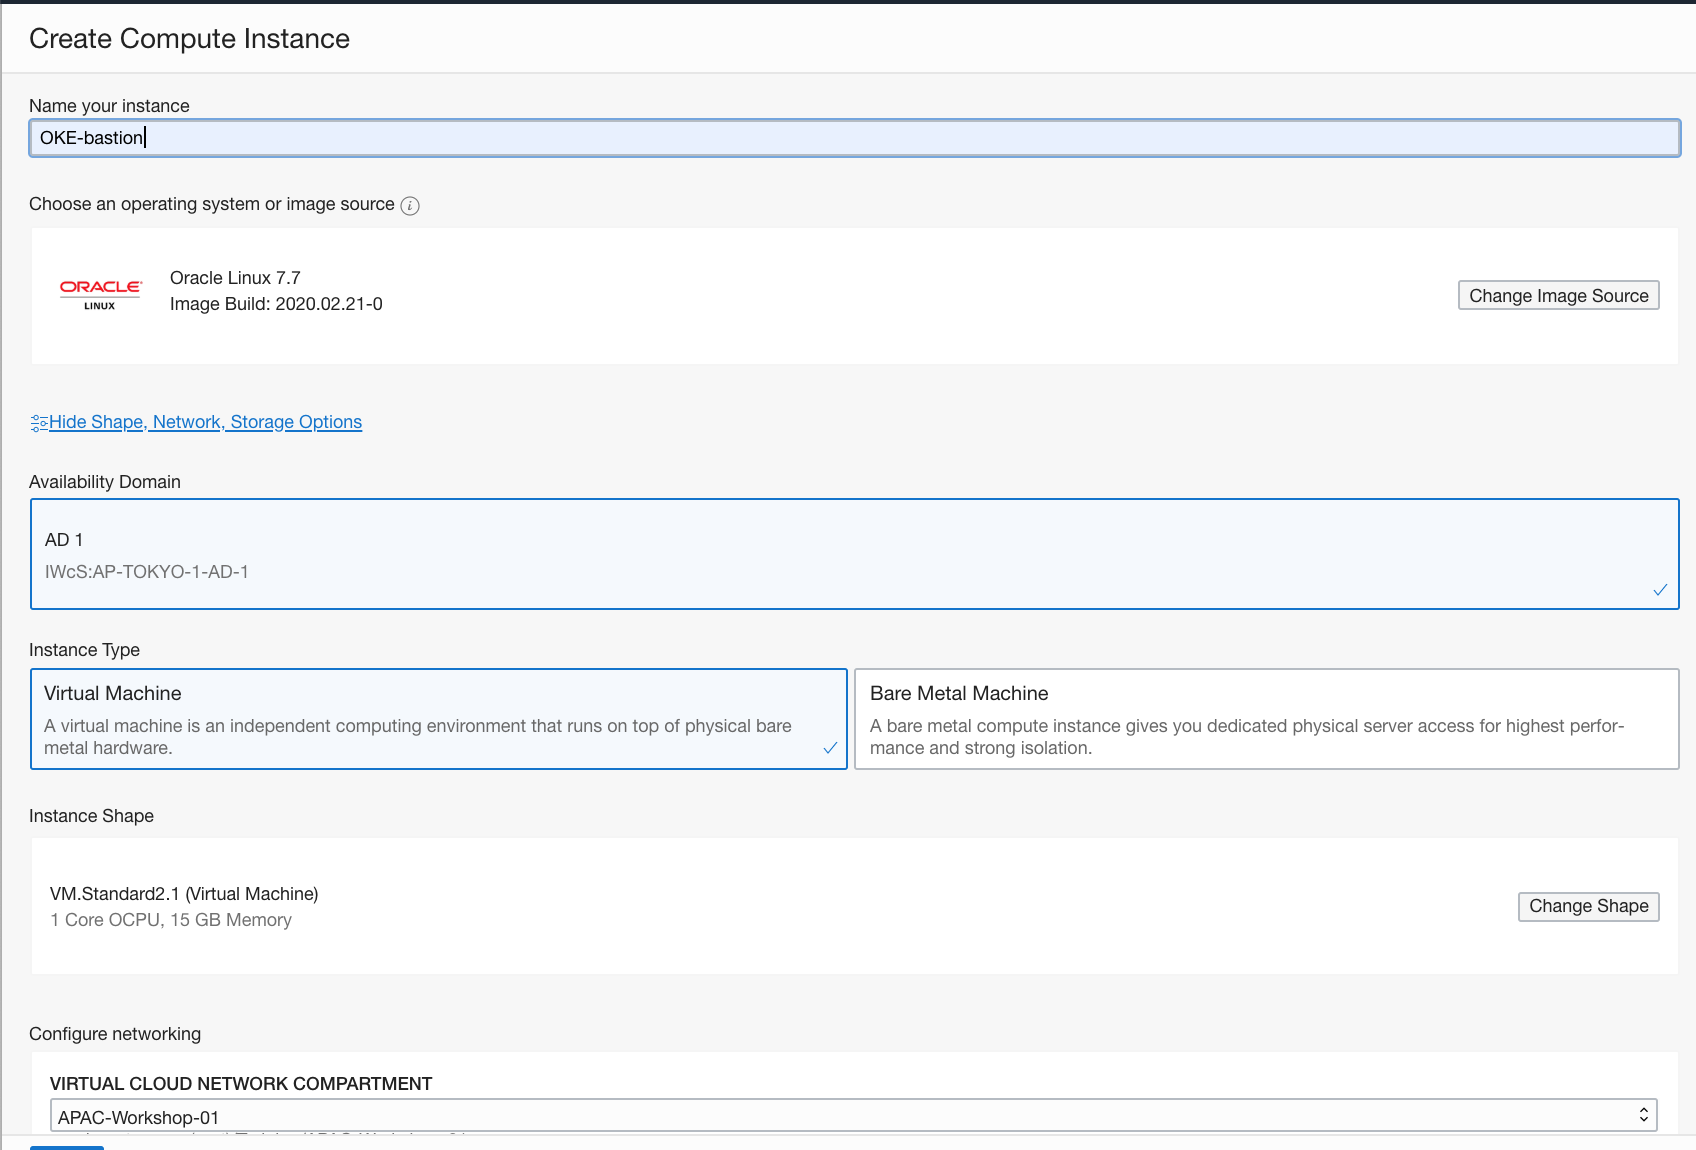 Create Compute Instance
Name your instance
OKE-bastion
Choose an operating system or image source i
ORACLE
LINUX
Oracle Linux 7.7
Image Build: 2020.02.21-0
Change Image Source
Hide Shape, Network, Storage Options
Availability Domain
AD 1
IWcS:AP-TOKYO-1-AD-1
Instance Type
Virtual Machine
A virtual machine is an independent computing environment that runs on top of physical bare
metal hardware.
Bare Metal Machine
A bare metal compute instance gives you dedicated physical server access for highest perfor-
mance and strong isolation.
Instance Shape
VM.Standard2.1 (Virtual Machine)
1 Core OCPU, 15 GB Memory
Change Shape
Configure networking
VIRTUAL CLOUD NETWORK COMPARTMENT
APAC-Workshop-01